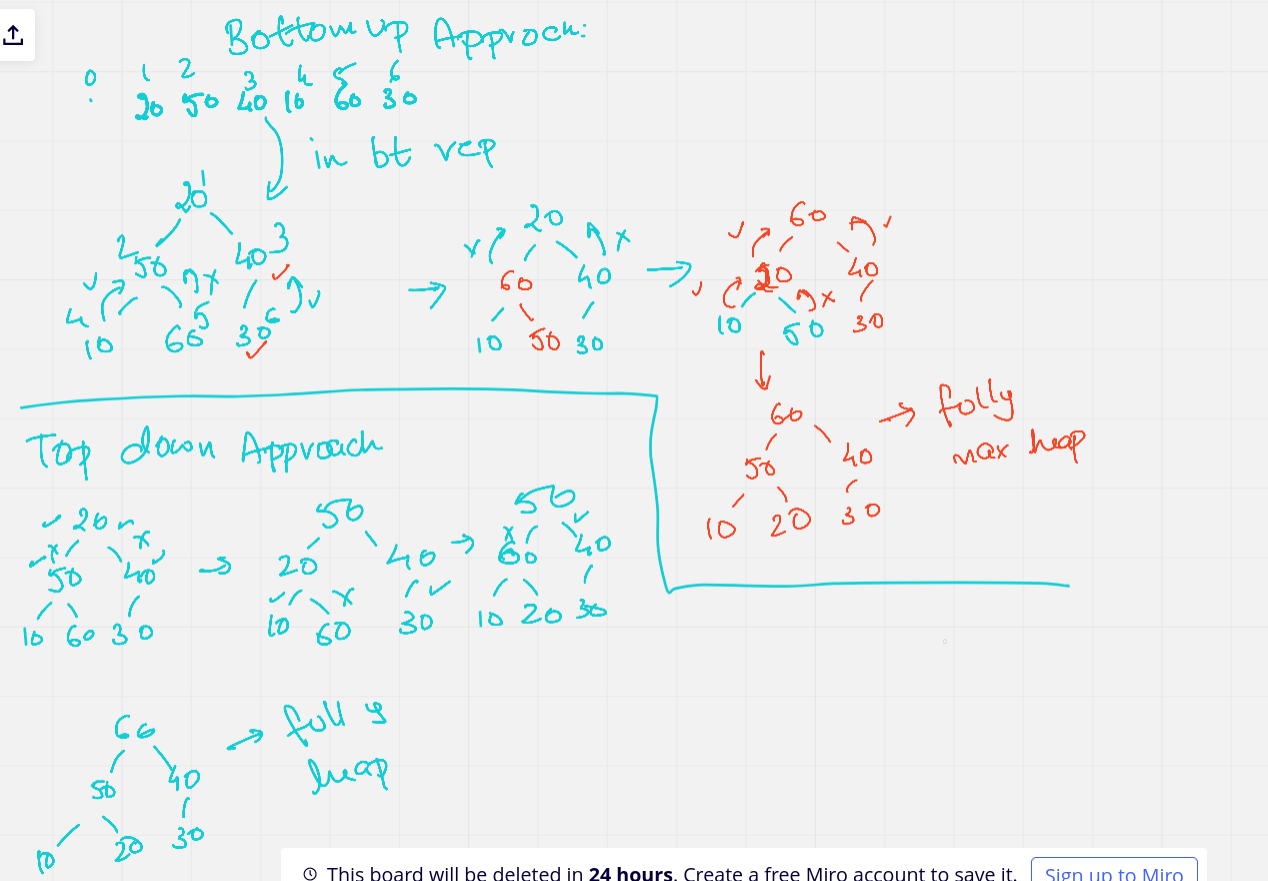 Bottom up Approch:
0 1 2 3 4 5 6
. 20 50 40 10 60 30
in bt rep
20 1
2 50 40 3
4 5 6
10 60 30
20
60 40
10 50 30
60
20 40
10 50 30
60
50 40
10 20 30
fully
max heap
Top down Approach
20
50 40
10 60 30
50
20 40
10 60 30
50
60 40
10 20 30
60
50 40
10 20 30
full y
heap
This board will be deleted in 24 hours. Create a free Miro account to save it.
Sign up to Miro